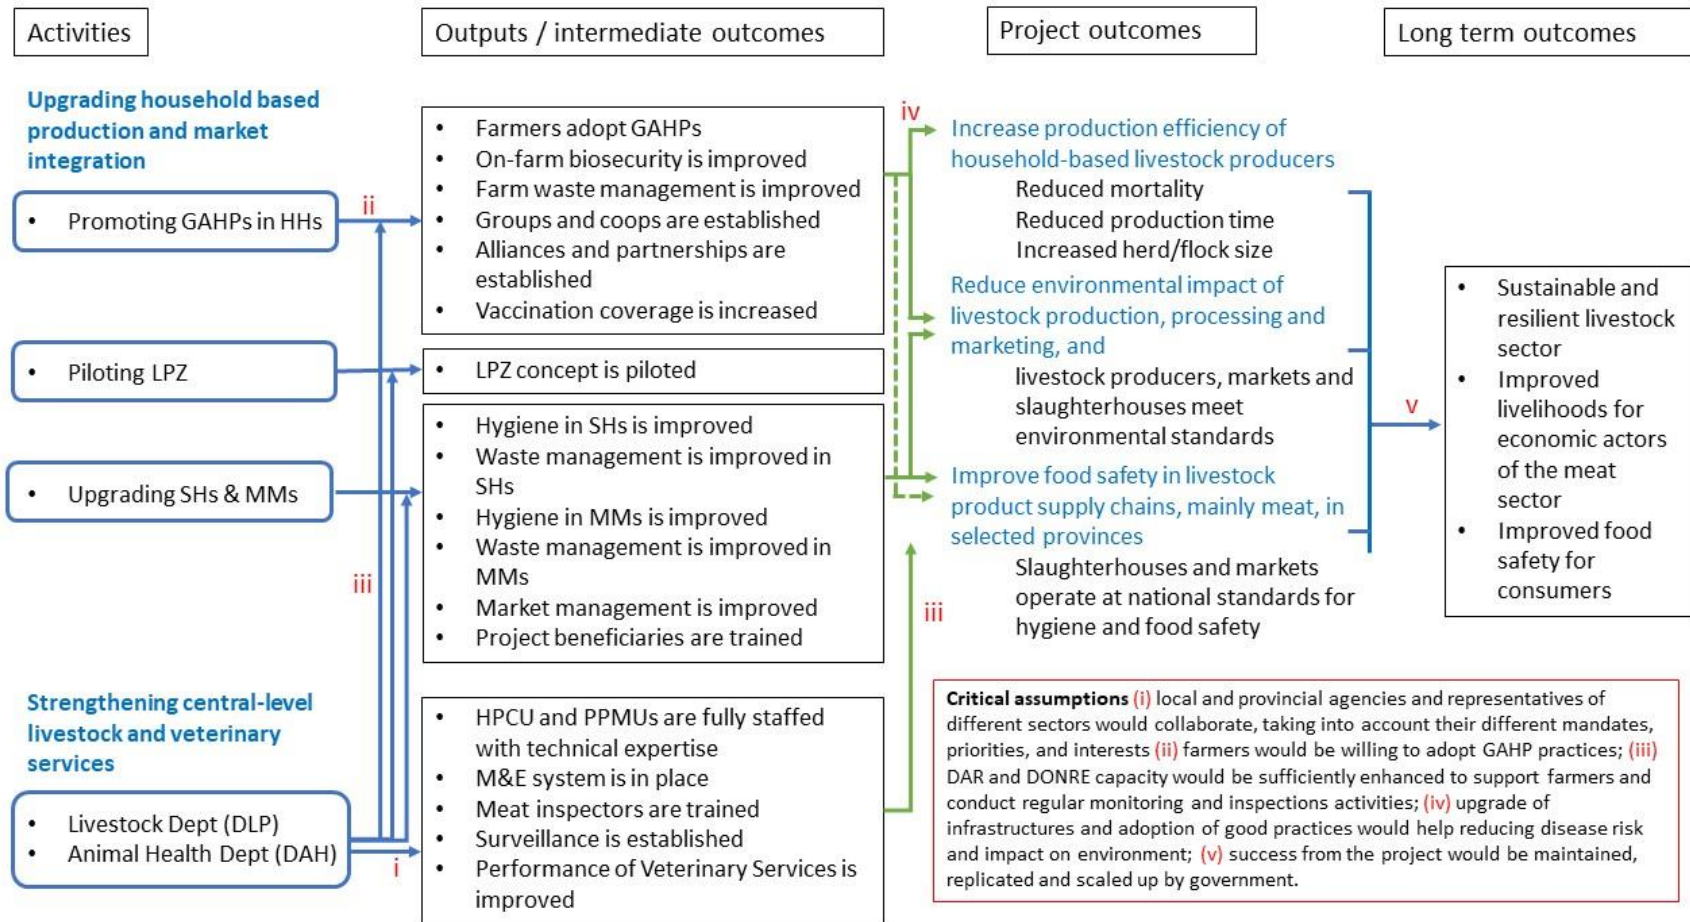 Activities
Outputs / intermediate outcomes
Project outcomes
Long term outcomes
Upgrading household based
production and market
integration
• Promoting GAHPs in HHs
ii
• Piloting LPZ
• Upgrading SHs & MMs
iii
Strengthening central-level
livestock and veterinary
services
• Livestock Dept (DLP)
• Animal Health Dept (DAH)
i
• Farmers adopt GAHPs
• On-farm biosecurity is improved
• Farm waste management is improved
• Groups and coops are established
• Alliances and partnerships are
established
• Vaccination coverage is increased
• LPZ concept is piloted
• Hygiene in SHs is improved
• Waste management is improved in
SHs
• Hygiene in MMs is improved
• Waste management is improved in
MMs
• Market management is improved
• Project beneficiaries are trained
• HPCU and PPMUs are fully staffed
with technical expertise
• M&E system is in place
• Meat inspectors are trained
• Surveillance is established
• Performance of Veterinary Services is
improved
iv
iii
Increase production efficiency of
household-based livestock producers
Reduced mortality
Reduced production time
Increased herd/flock size
Reduce environmental impact of
livestock production, processing and
marketing, and
livestock producers, markets and
slaughterhouses meet
environmental standards
Improve food safety in livestock
product supply chains, mainly meat, in
selected provinces
Slaughterhouses and markets
operate at national standards for
hygiene and food safety
v
• Sustainable and
resilient livestock
sector
• Improved
livelihoods for
economic actors
of the meat
sector
• Improved food
safety for
consumers
Critical assumptions (i) local and provincial agencies and representatives of
different sectors would collaborate, taking into account their different mandates,
priorities, and interests (ii) farmers would be willing to adopt GAHP practices; (iii)
DAR and DONRE capacity would be sufficiently enhanced to support farmers and
conduct regular monitoring and inspections activities; (iv) upgrade of
infrastructures and adoption of good practices would help reducing disease risk
and impact on environment; (v) success from the project would be maintained,
replicated and scaled up by government.